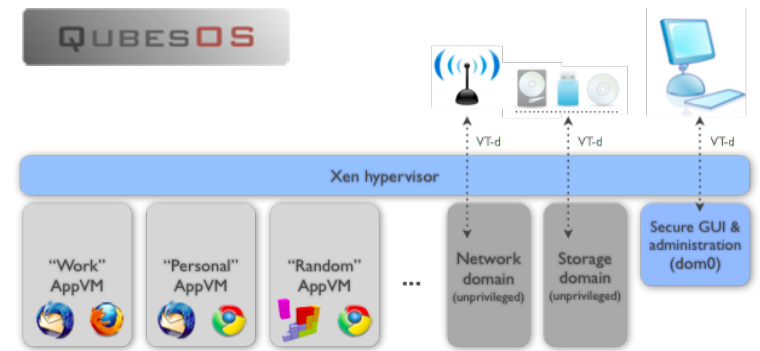 QUBESOS
VT-d
VT-d
VT-d
Xen hypervisor
“Work”
AppVM
“Personal”
AppVM
“Random”
AppVM
...
Network
domain
(unprivileged)
Storage
domain
(unprivileged)
Secure GUI &
administration
(dom0)